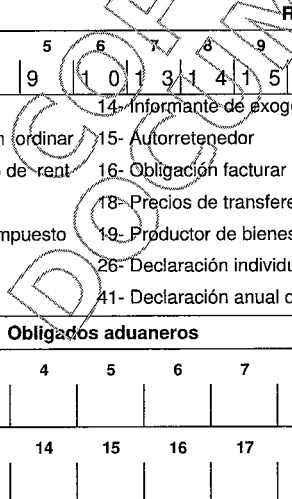 R
5 6 7 8 9
9 1 0 1 3 1 4 1 5
14- Informante de exoge
ordinar 15- Autorretenedor
de rent 16- Obligación facturar
18- Precios de transfere
mpuesto 19- Productor de bienes
26- Declaración individu
41- Declaración anual d
Obligados aduaneros
4 5 6 7
14 15 16 17